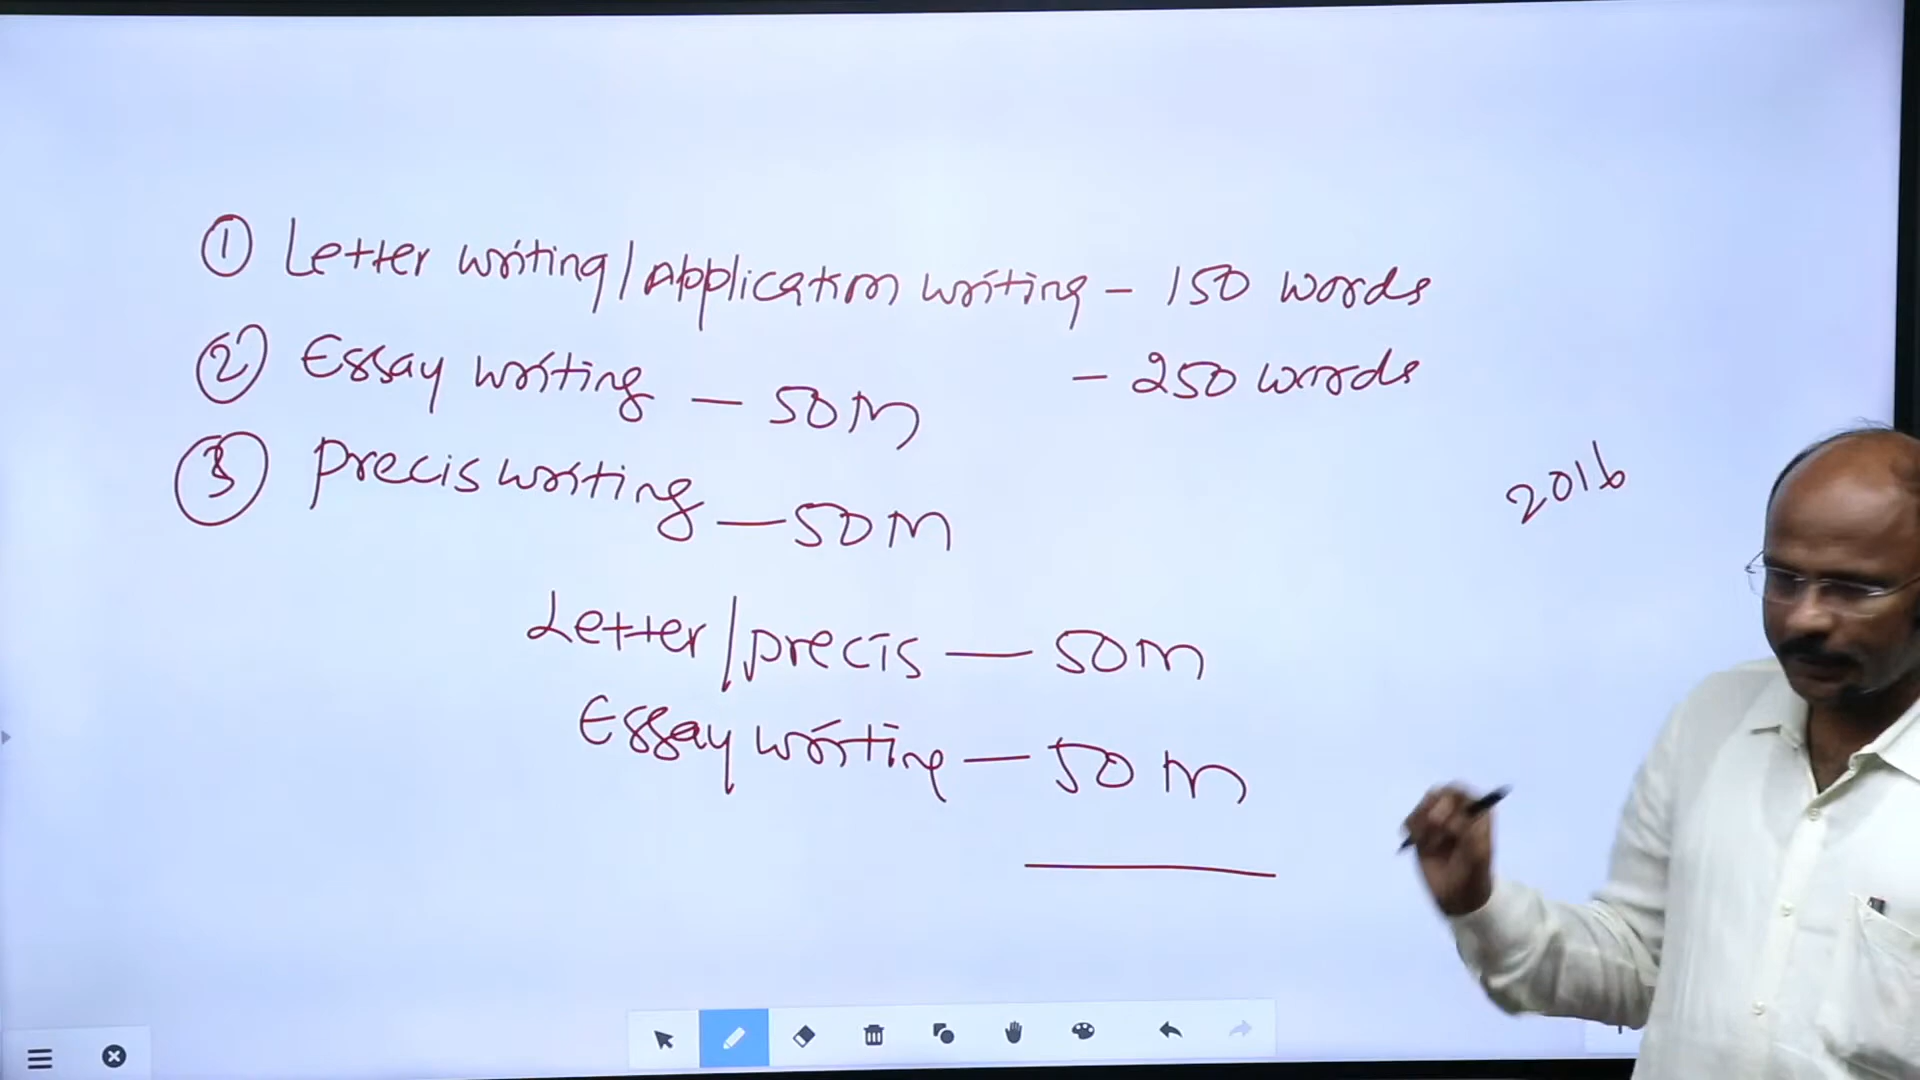 ① Letter writing/Application writing - 150 words
② Essay writing - 50M - 250 words
③ Precis writing - 50M
2016
Letter/precis - 50m
Essay writing - 50m